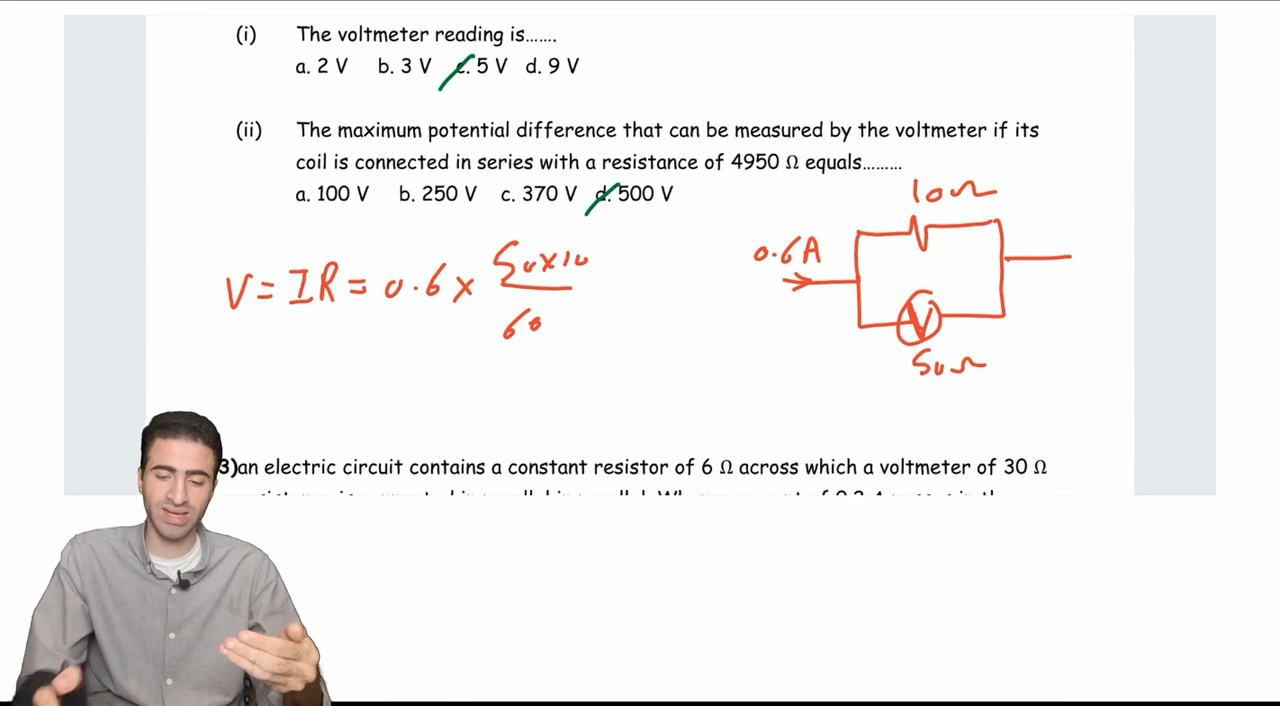 (i) The voltmeter reading is.......
a. 2 V b. 3 V c. 5 V d. 9 V
(ii) The maximum potential difference that can be measured by the voltmeter if its
coil is connected in series with a resistance of 4950 Ω equals.........
a. 100 V b. 250 V c. 370 V d. 500 V
10Ω
0.6A
V = IR = 0.6 × 50×10
60
V
50Ω
3)an electric circuit contains a constant resistor of 6 Ω across which a voltmeter of 30 Ω